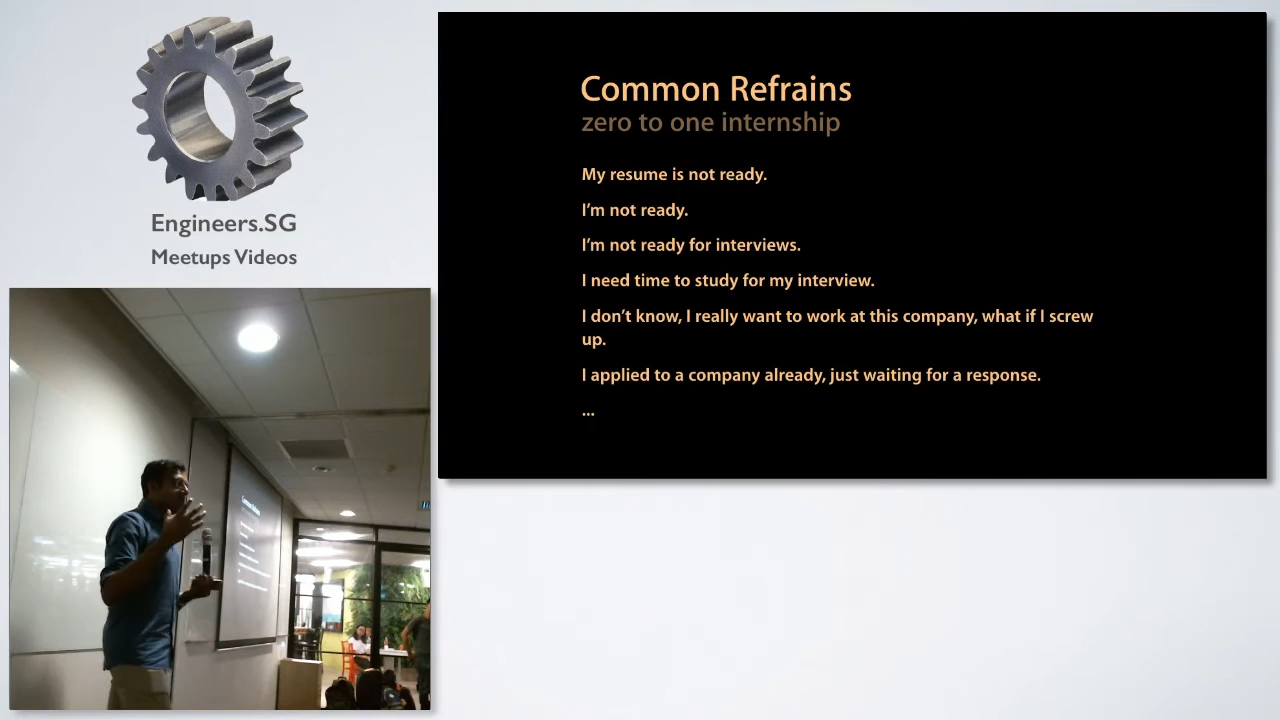 Engineers.SG
Meetups Videos
Common Refrains
zero to one internship
My resume is not ready.
I'm not ready.
I'm not ready for interviews.
I need time to study for my interview.
I don't know, I really want to work at this company, what if I screw
up.
I applied to a company already, just waiting for a response.
...
Common Refrains